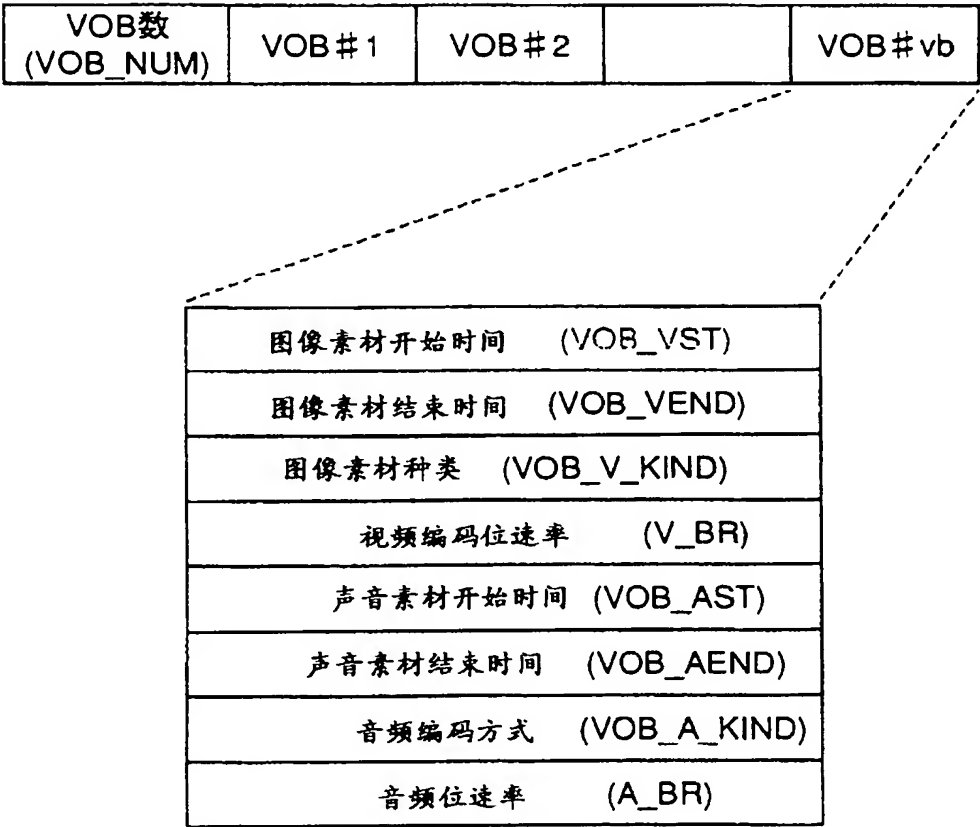 VOB数
(VOB_NUM)
VOB#1
VOB#2
VOB#vb
图像素材开始时间 (VOB_VST)
图像素材结束时间 (VOB_VEND)
图像素材种类 (VOB_V_KIND)
视频编码位速率 (V_BR)
声音素材开始时间 (VOB_AST)
声音素材结束时间 (VOB_AEND)
音频编码方式 (VOB_A_KIND)
音频位速率 (A_BR)